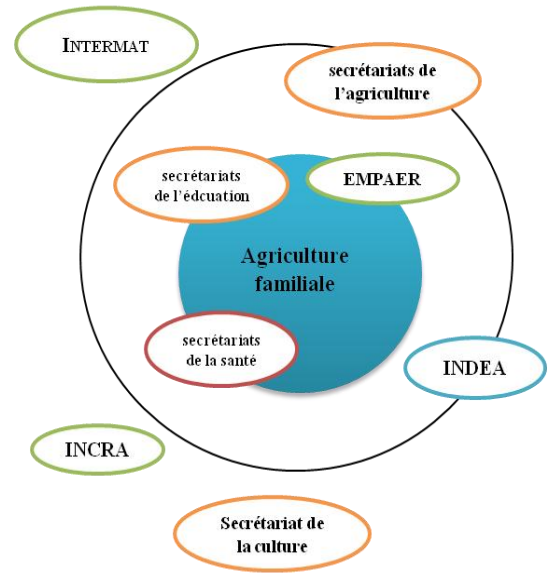 INTERMAT
secrétariats de
l'agriculture
secrétariats
de l'édcuation
EMPAER
Agriculture
familiale
secrétariats
de la santé
INDEA
INCRA
Secrétariat de
la culture